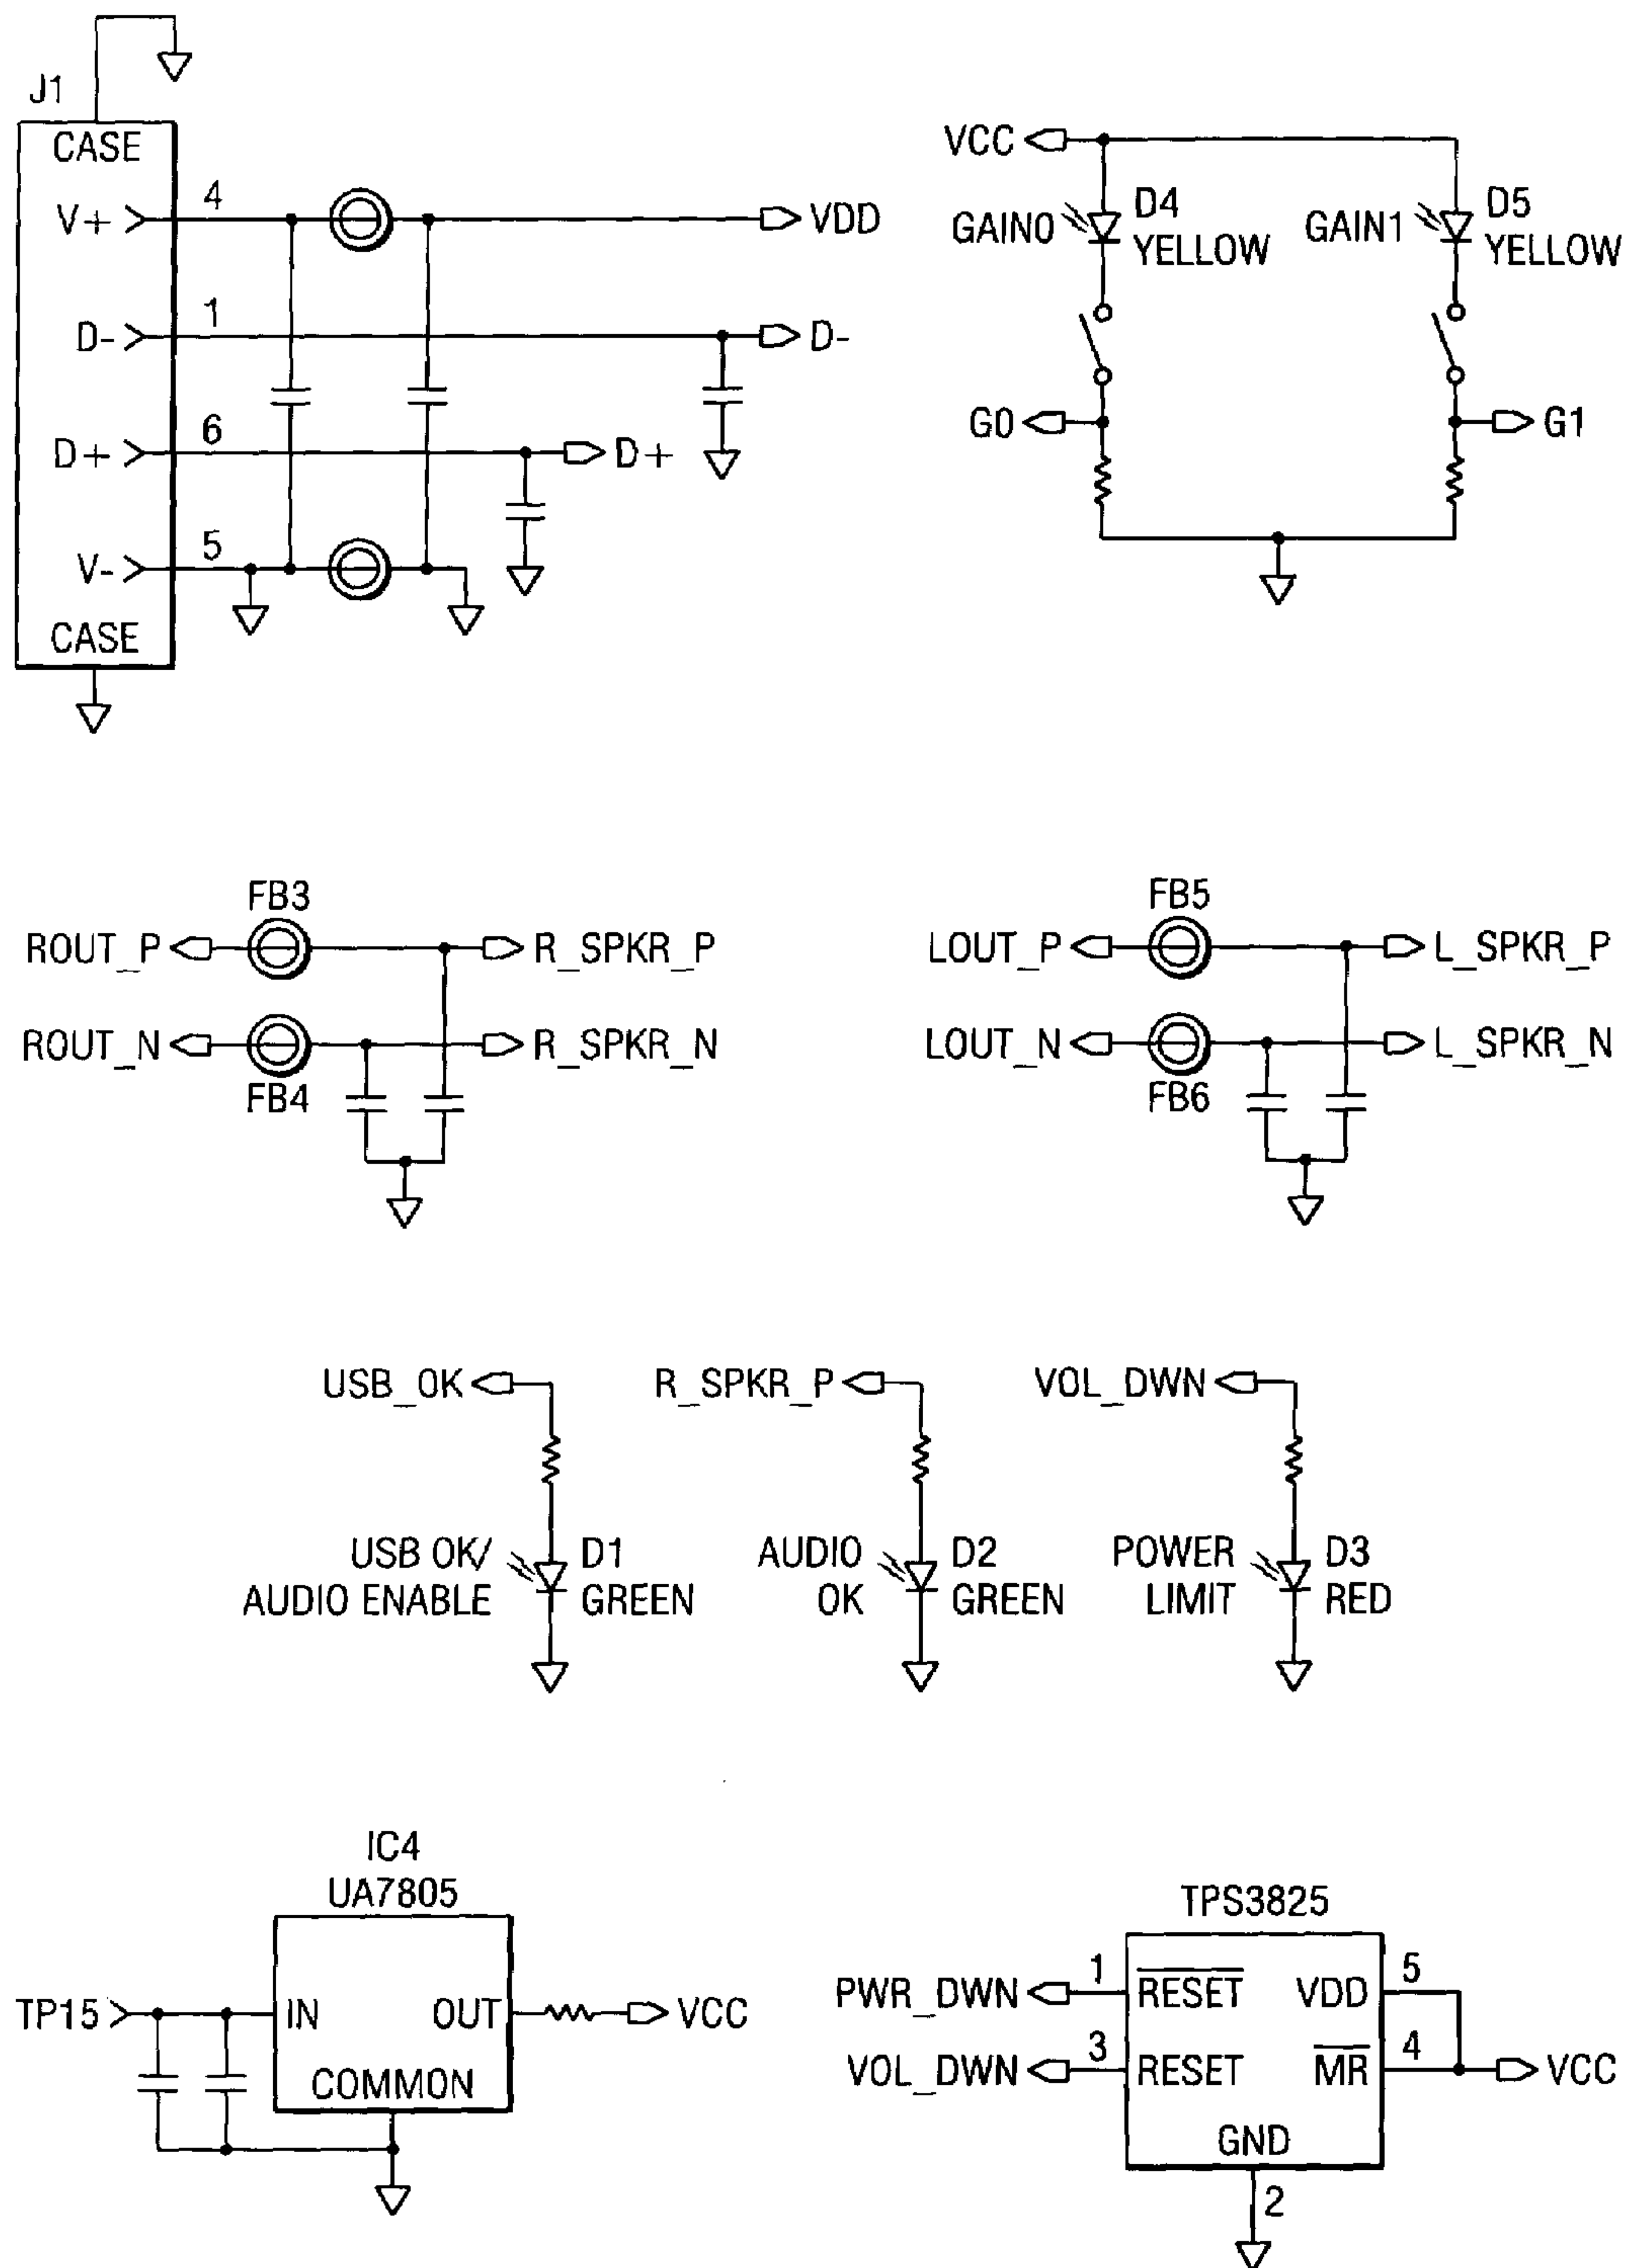 J1
CASE
V+ 4 VDD
D- 1 D-
D+ 6 D+
V- 5
CASE
VCC
GAIN0 D4 YELLOW
GAIN1 D5 YELLOW
G0 G1
FB3
ROUT_P R_SPKR_P
ROUT_N R_SPKR_N
FB4
FB5
LOUT_P L_SPKR_P
LOUT_N L_SPKR_N
FB6
USB_OK
USB OK/
AUDIO ENABLE
D1
GREEN
R_SPKR_P
AUDIO
OK
D2
GREEN
VOL_DWN
POWER
LIMIT
D3
RED
IC4
UA7805
TP15 IN OUT VCC
COMMON
TPS3825
PWR_DWN 1 RESET VDD 5
VOL_DWN 3 RESET MR 4 VCC
GND
2